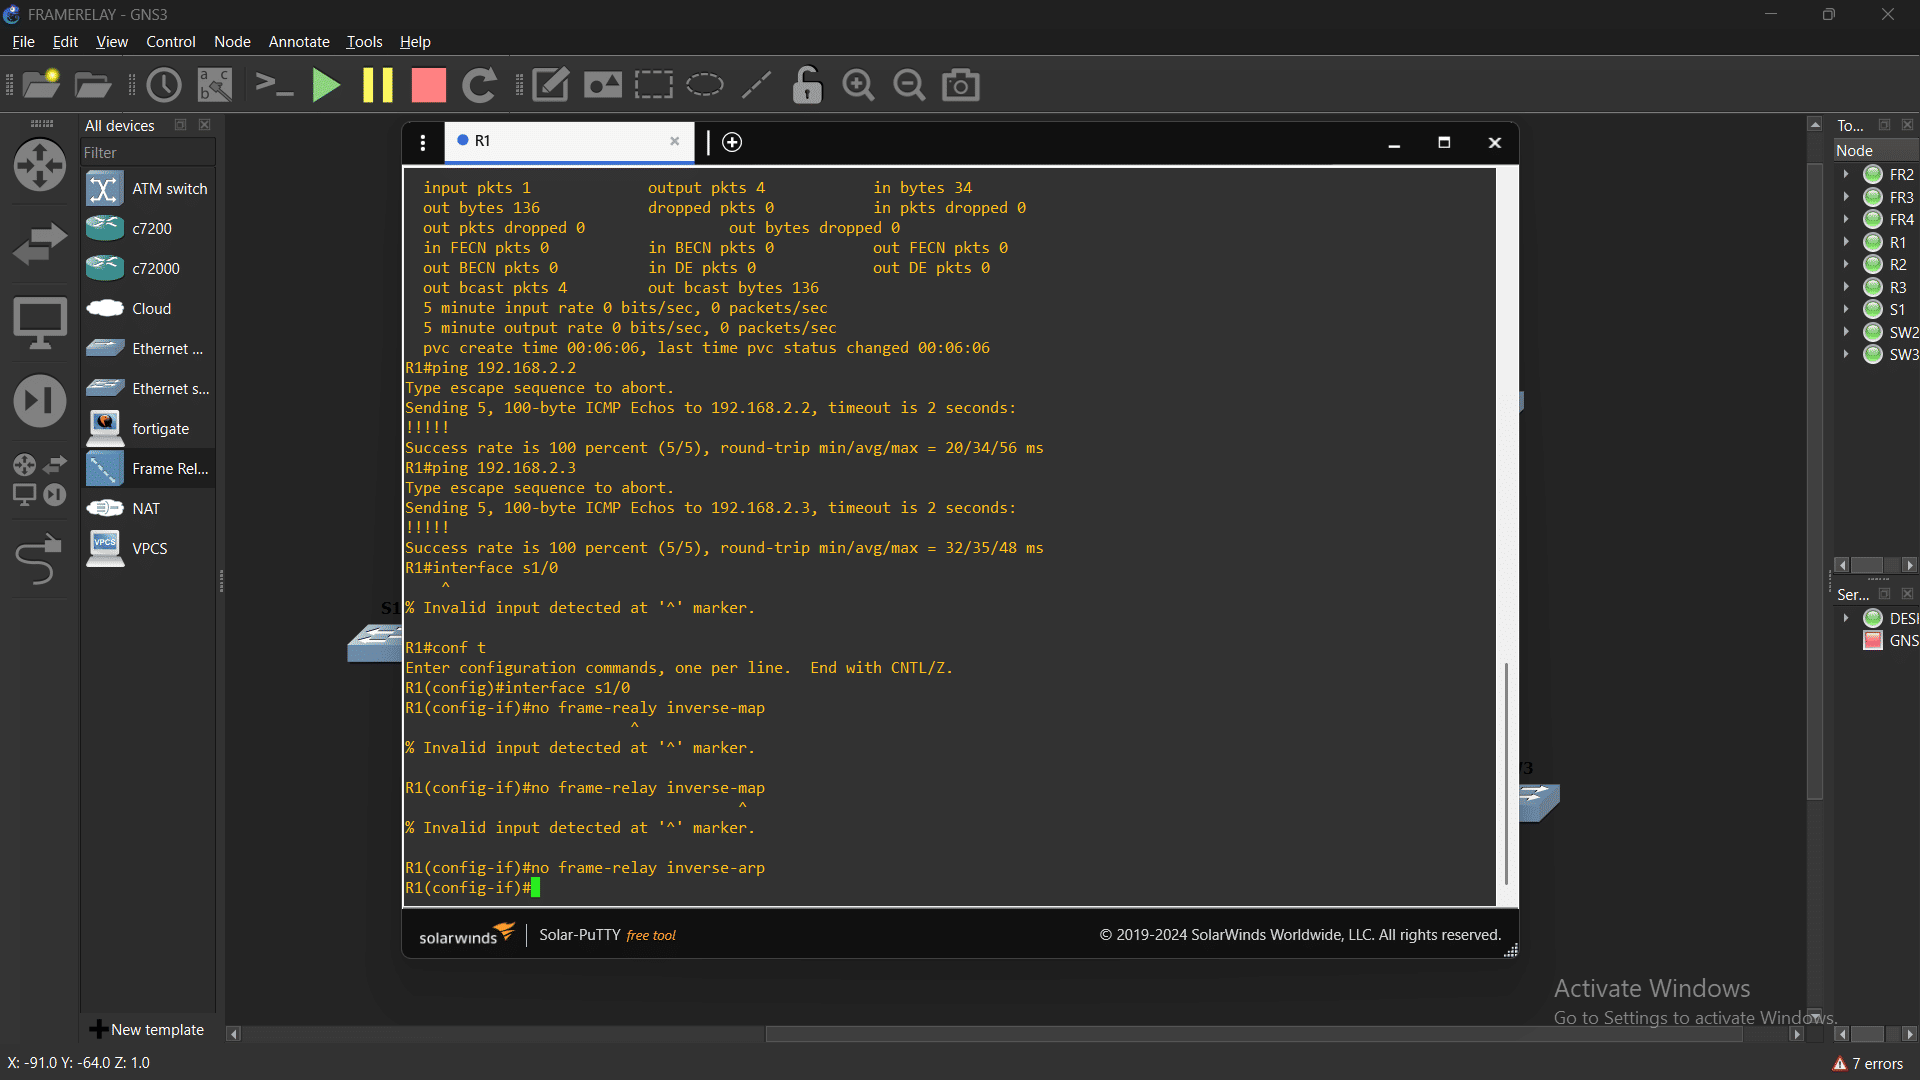 FRAMERELAY - GNS3
File Edit View Control Node Annotate Tools Help
All devices
Filter
ATM switch
c7200
c72000
Cloud
Ethernet ...
Ethernet s...
fortigate
Frame Rel...
NAT
VPCS
New template
R1
input pkts 1 output pkts 4 in bytes 34
out bytes 136 dropped pkts 0 in pkts dropped 0
out pkts dropped 0 out bytes dropped 0
in FECN pkts 0 in BECN pkts 0 out FECN pkts 0
out BECN pkts 0 in DE pkts 0 out DE pkts 0
out bcast pkts 4 out bcast bytes 136
5 minute input rate 0 bits/sec, 0 packets/sec
5 minute output rate 0 bits/sec, 0 packets/sec
pvc create time 00:06:06, last time pvc status changed 00:06:06
R1#ping 192.168.2.2
Type escape sequence to abort.
Sending 5, 100-byte ICMP Echos to 192.168.2.2, timeout is 2 seconds:
!!!!!
Success rate is 100 percent (5/5), round-trip min/avg/max = 20/34/56 ms
R1#ping 192.168.2.3
Type escape sequence to abort.
Sending 5, 100-byte ICMP Echos to 192.168.2.3, timeout is 2 seconds:
!!!!!
Success rate is 100 percent (5/5), round-trip min/avg/max = 32/35/48 ms
R1#interface s1/0
^
% Invalid input detected at '^' marker.
R1#conf t
Enter configuration commands, one per line. End with CNTL/Z.
R1(config)#interface s1/0
R1(config-if)#no frame-realy inverse-map
^
% Invalid input detected at '^' marker.
R1(config-if)#no frame-relay inverse-map
^
% Invalid input detected at '^' marker.
R1(config-if)#no frame-relay inverse-arp
R1(config-if)#
solarwinds Solar-PuTTY free tool © 2019-2024 SolarWinds Worldwide, LLC. All rights reserved.
S1
To...
Node
FR2
FR3
FR4
R1
R2
R3
S1
SW2
SW3
Ser...
DESI
GNS
Activate Windows
Go to Settings to activate Windows.
X: -91.0 Y: -64.0 Z: 1.0
7 errors